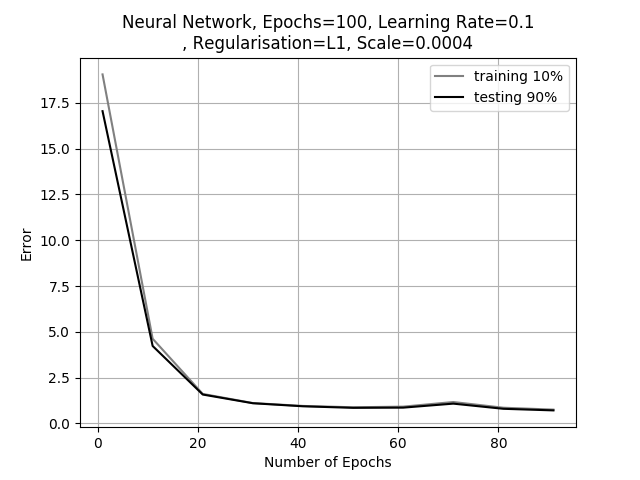 Neural Network, Epochs=100, Learning Rate=0.1
, Regularisation=L1, Scale=0.0004
training 10%
testing 90%
17.5
15.0
12.5
10.0
7.5
5.0
2.5
0.0
Error
0 20 40 60 80
Number of Epochs